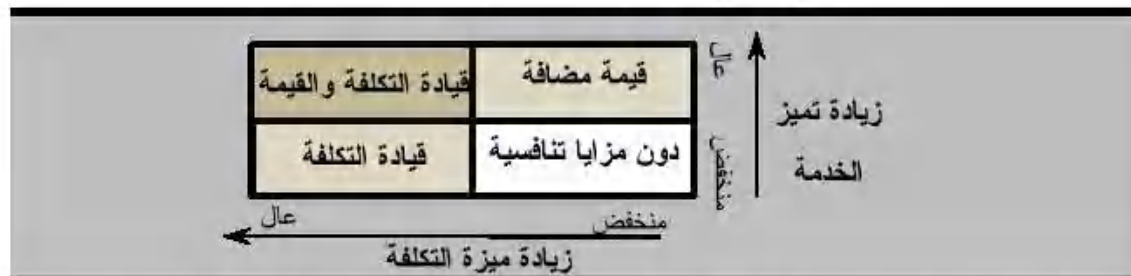 عال
قيمة مضافة
قيادة التكلفة والقيمة
زيادة تميز
الخدمة
منخفض
دون مزايا تنافسية
قيادة التكلفة
منخفض
عال
زيادة ميزة التكلفة